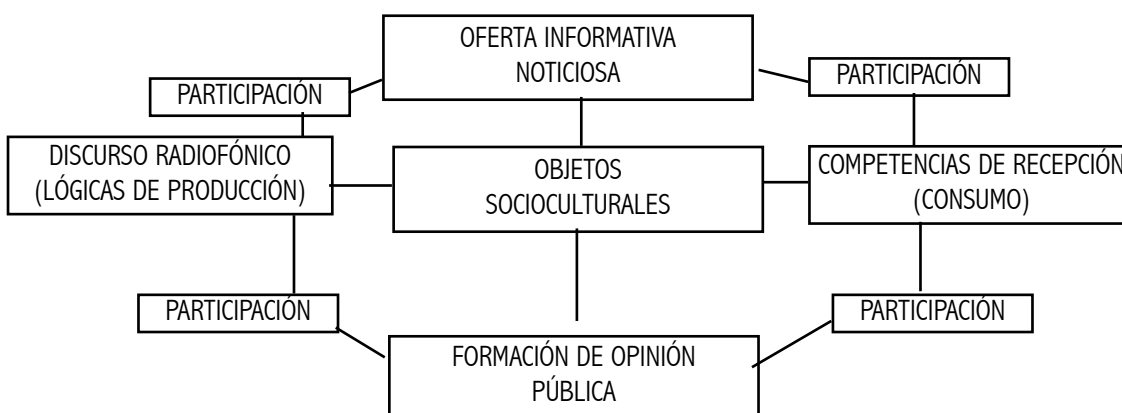 OFERTA INFORMATIVA
NOTICIOSA
PARTICIPACIÓN
PARTICIPACIÓN
DISCURSO RADIOFÓNICO
(LÓGICAS DE PRODUCCIÓN)
OBJETOS
SOCIOCULTURALES
COMPETENCIAS DE RECEPCIÓN
(CONSUMO)
PARTICIPACIÓN
PARTICIPACIÓN
FORMACIÓN DE OPINIÓN
PÚBLICA